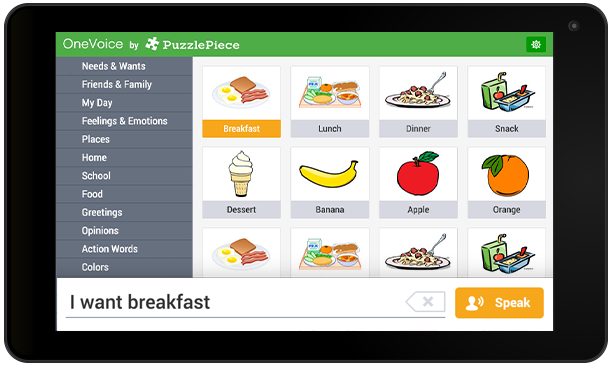 OneVoice by PuzzlePiece
Needs & Wants
Friends & Family
My Day
Feelings & Emotions
Places
Home
School
Food
Greetings
Opinions
Action Words
Colors
Breakfast
Lunch
Dinner
Snack
Dessert
Banana
Apple
Orange
I want breakfast
Speak